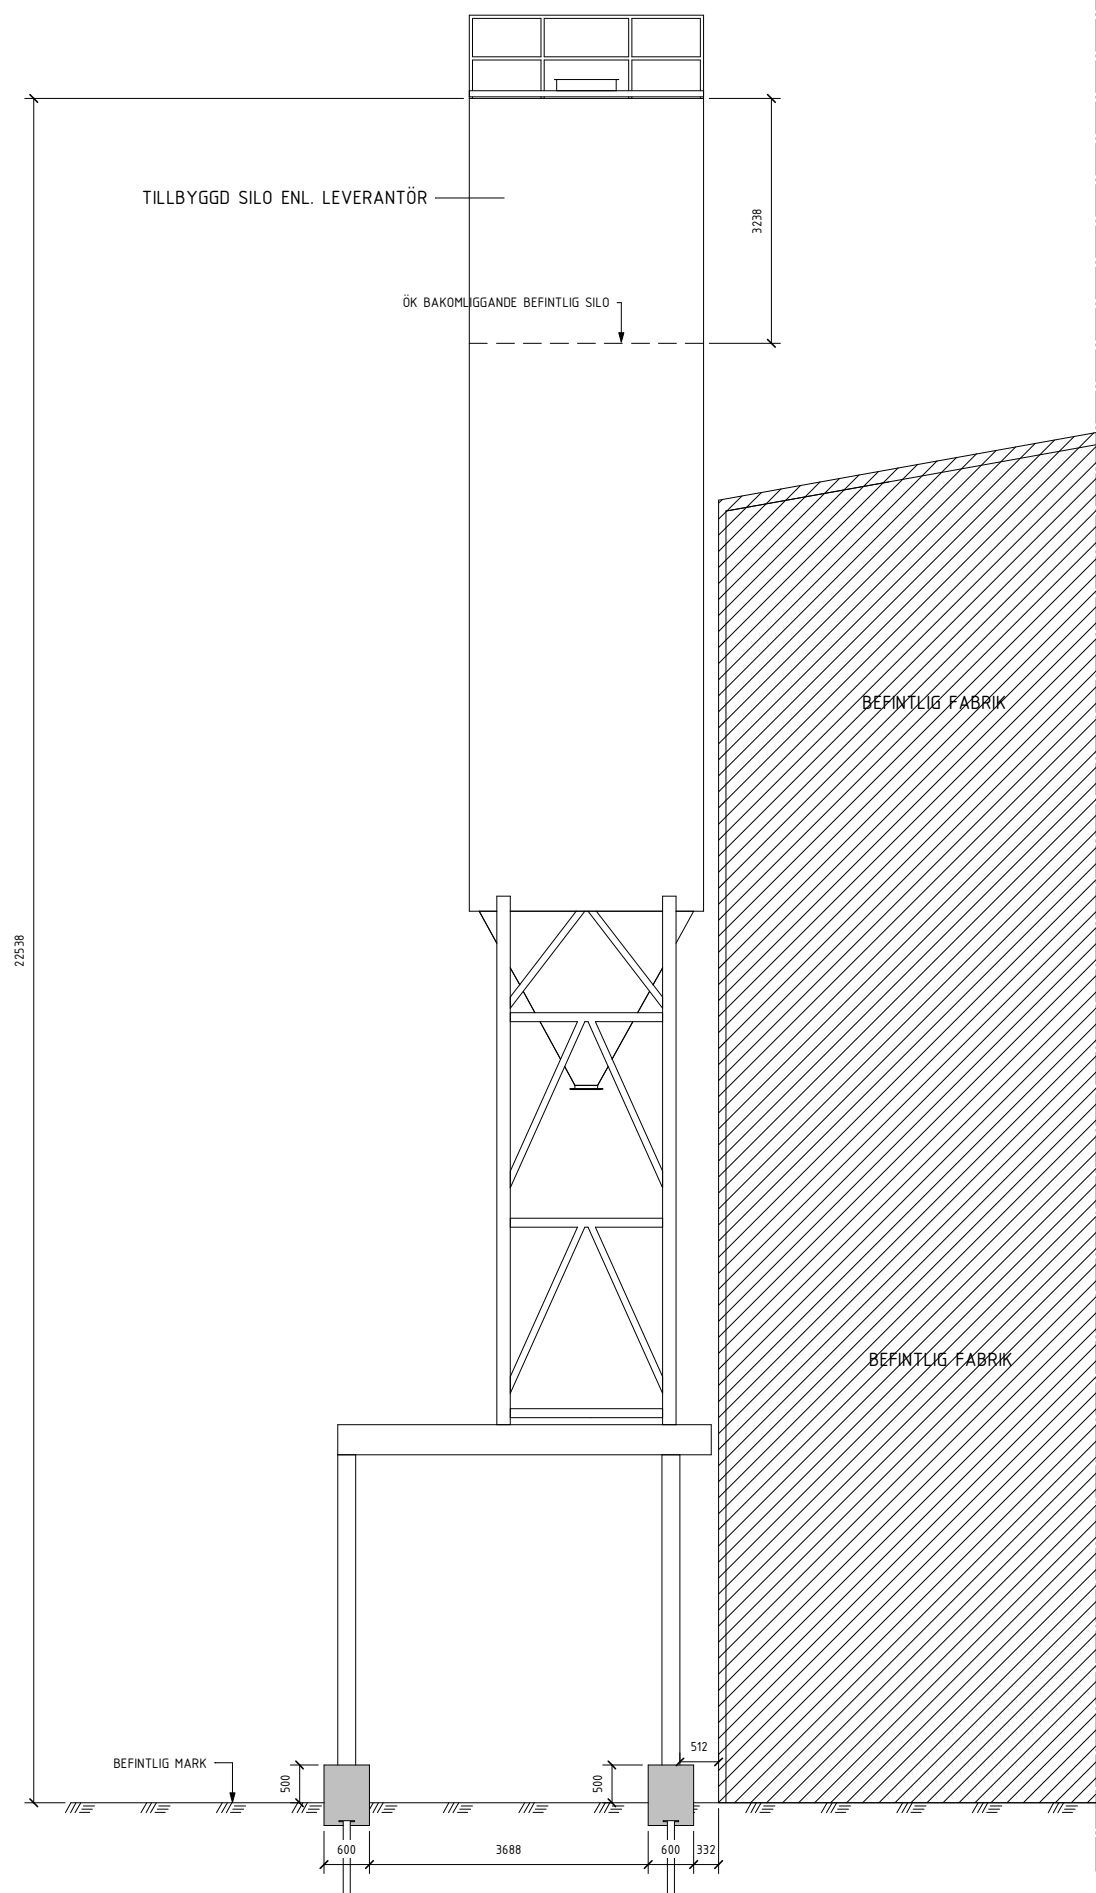 TILLBYGGD SILO ENL. LEVERANTÖR
3238
ÖK BAKOMLIGGANDE BEFINTLIG SILO
BEFINTLIG FABRIK
22538
BEFINTLIG FABRIK
512
BEFINTLIG MARK
500
500
600
3688
600
332